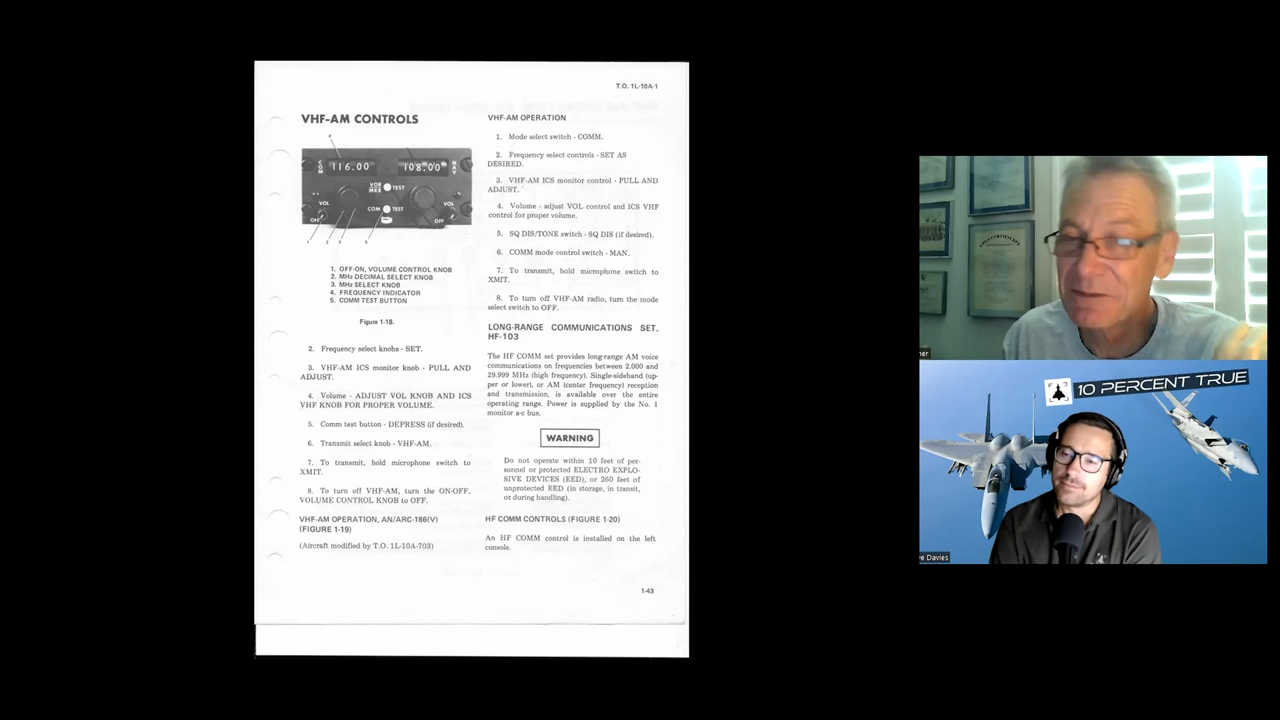 T.O. 1L-10A-1
VHF-AM CONTROLS
4
COM
116.00
108.00
NAV
VOR
MKR
TEST
VOL
VOL
COM
TEST
OFF
OFF
1
2
3
5
1. OFF-ON, VOLUME CONTROL KNOB
2. MHz DECIMAL SELECT KNOB
3. MHz SELECT KNOB
4. FREQUENCY INDICATOR
5. COMM TEST BUTTON
Figure 1-18.
2. Frequency select knobs - SET.
3. VHF-AM ICS monitor knob - PULL AND
ADJUST.
4. Volume - ADJUST VOL KNOB AND ICS
VHF KNOB FOR PROPER VOLUME.
5. Comm test button - DEPRESS (if desired).
6. Transmit select knob - VHF-AM.
7. To transmit, hold microphone switch to
XMIT.
8. To turn off VHF-AM, turn the ON-OFF,
VOLUME CONTROL KNOB to OFF.
VHF-AM OPERATION, AN/ARC-186(V)
(FIGURE 1-19)
(Aircraft modified by T.O. 1L-10A-703)
VHF-AM OPERATION
1. Mode select switch - COMM.
2. Frequency select controls - SET AS
DESIRED.
3. VHF-AM ICS monitor control - PULL AND
ADJUST.
4. Volume - adjust VOL control and ICS VHF
control for proper volume.
5. SQ DIS/TONE switch - SQ DIS (if desired).
6. COMM mode control switch - MAN.
7. To transmit, hold microphone switch to
XMIT.
8. To turn off VHF-AM radio, turn the mode
select switch to OFF.
LONG-RANGE COMMUNICATIONS SET,
HF-103
The HF COMM set provides long-range AM voice
communications on frequencies between 2.000 and
29.999 MHz (high frequency). Single-sideband (up-
per or lower), or AM (center frequency) reception
and transmission, is available over the entire
operating range. Power is supplied by the No. 1
monitor a-c bus.
WARNING
Do not operate within 10 feet of per-
sonnel or protected ELECTRO EXPLO-
SIVE DEVICES (EED), or 260 feet of
unprotected EED (in storage, in transit,
or during handling).
HF COMM CONTROLS (FIGURE 1-20)
An HF COMM control is installed on the left
console.
1-43
ner
10 PERCENT TRUE
ve Davies